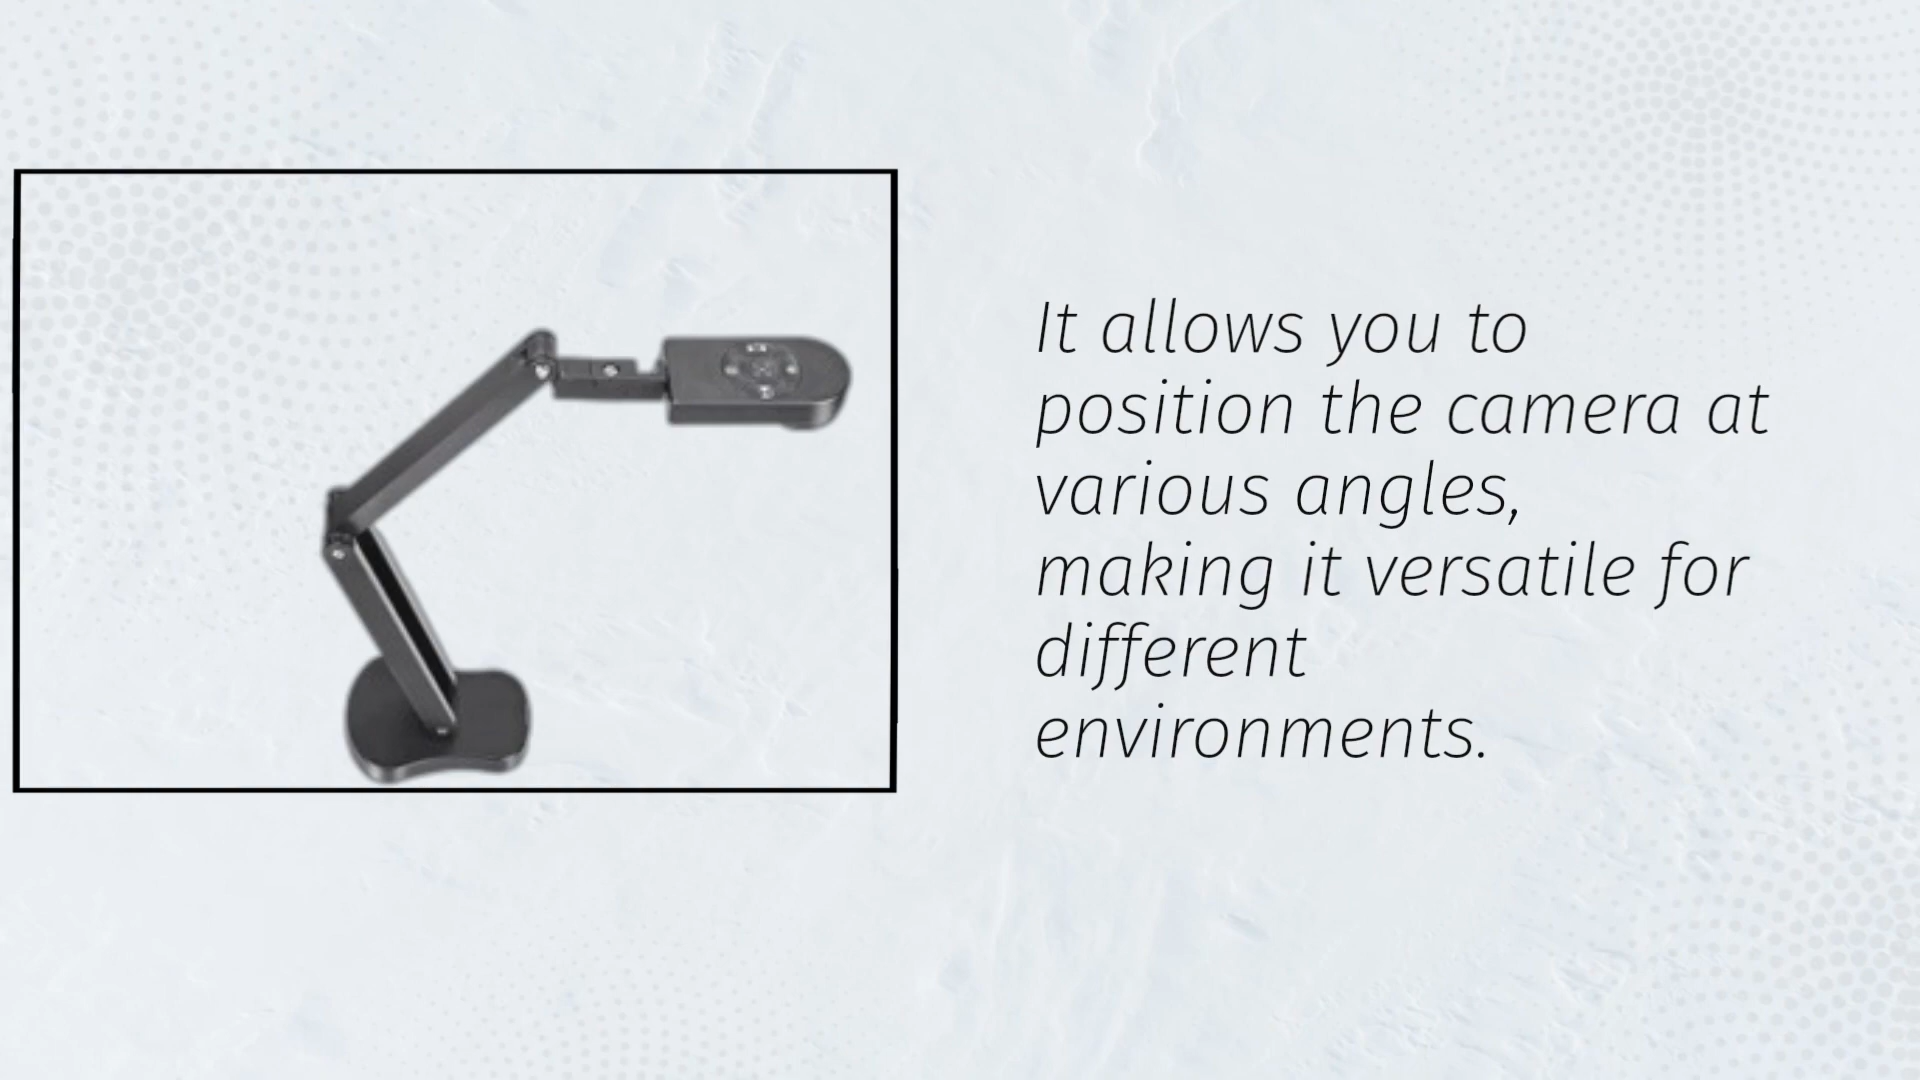 It allows you to
position the camera at
various angles,
making it versatile for
different
environments.